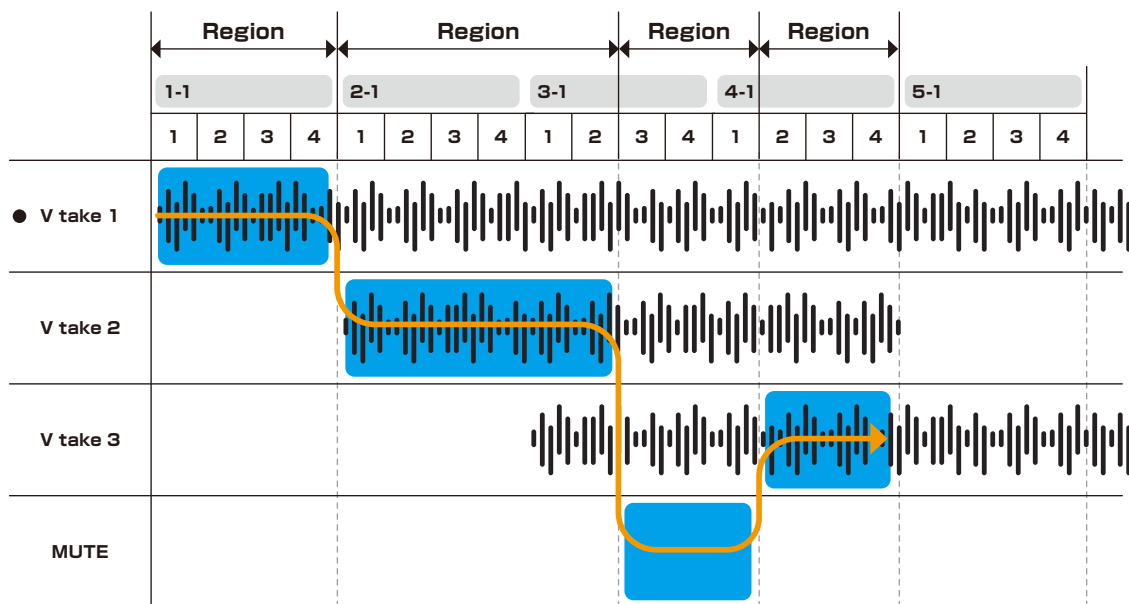 Region Region Region Region
1-1 2-1 3-1 4-1 5-1
1 2 3 4 1 2 3 4 1 2 3 4 1 2 3 4 1 2 3 4
V take 1
V take 2
V take 3
MUTE